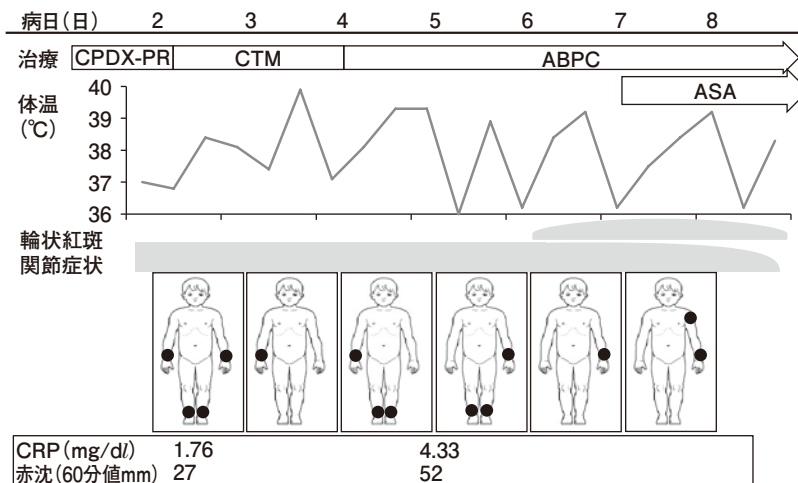 病日(日) 2 3 4 5 6 7 8
治療 CPDX-PR CTM ABPC
ASA
体温
(℃)
40
39
38
37
36
輪状紅斑
関節症状
CRP(mg/dl) 1.76 4.33
赤沈(60分値mm) 27 52